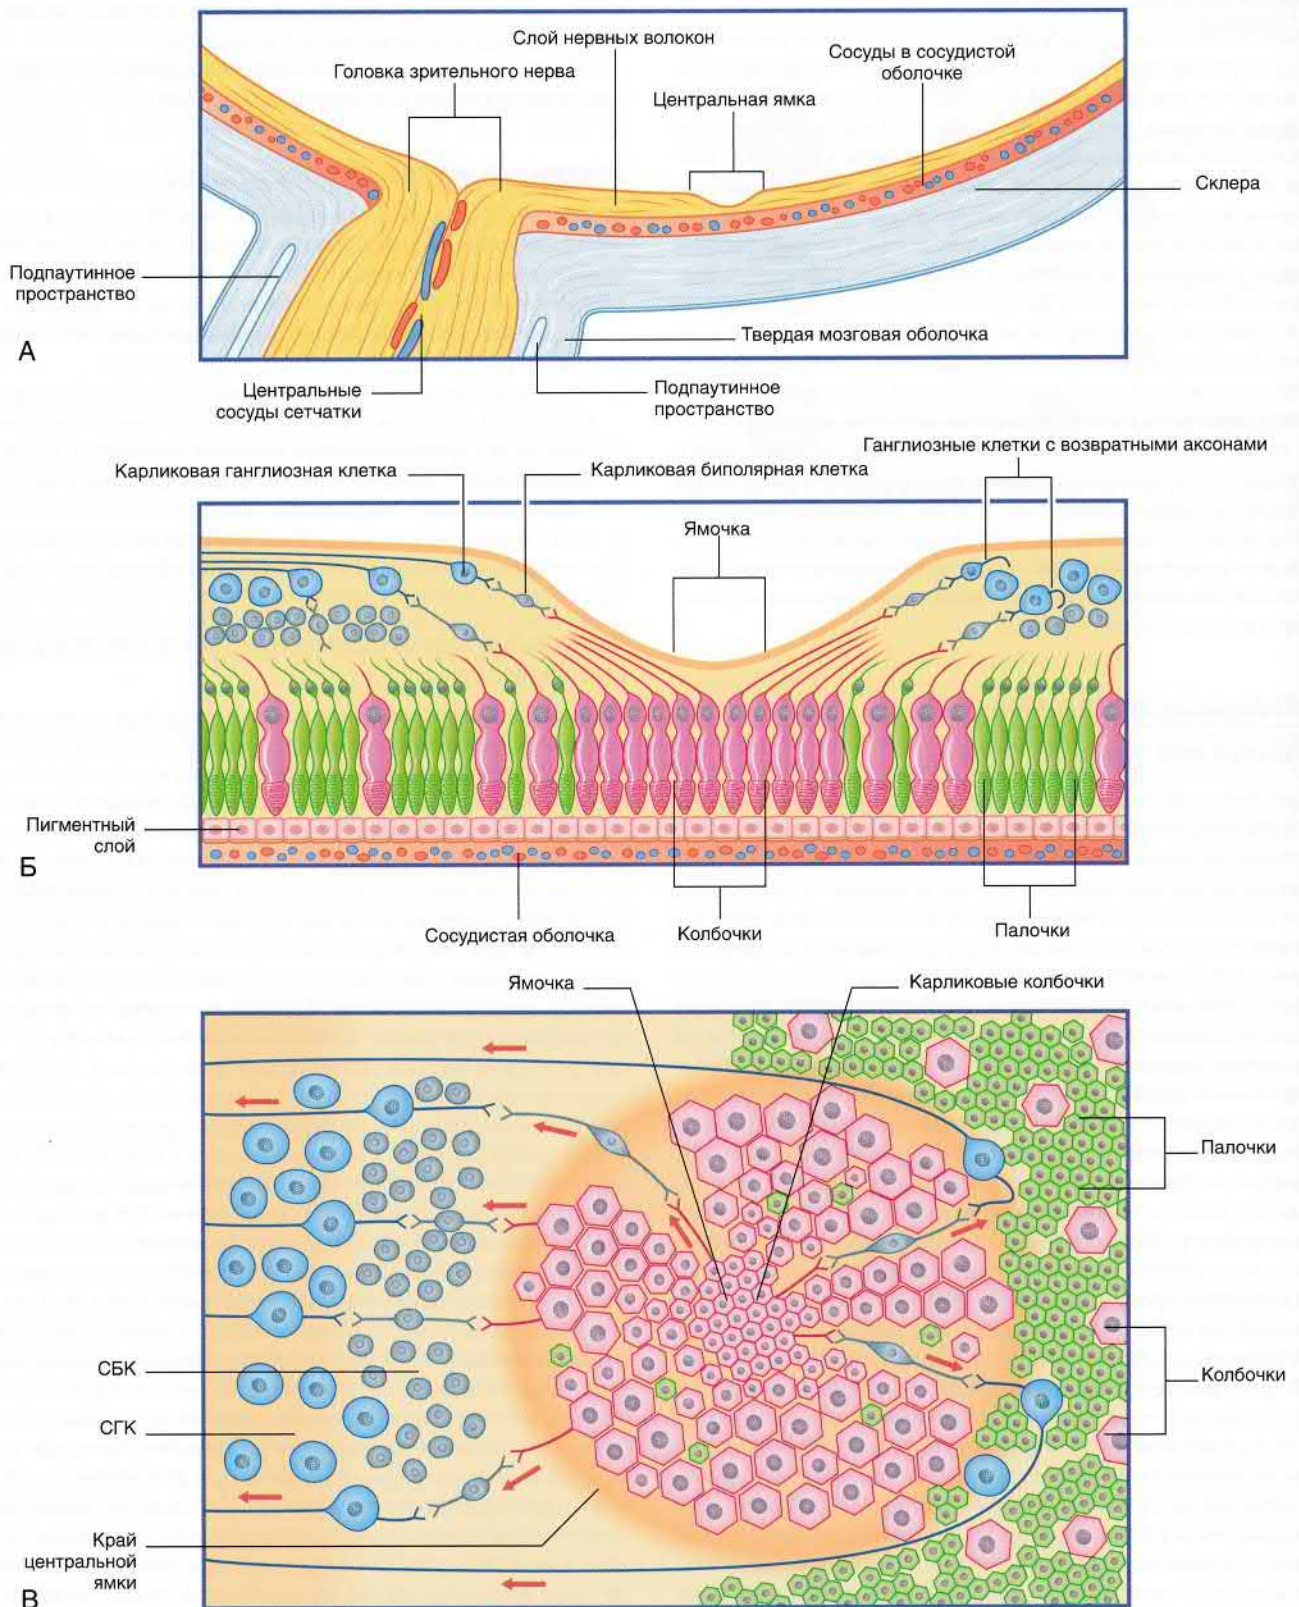 Слой нервных волокон
Головка зрительного нерва
Сосуды в сосудистой
оболочке
Центральная ямка
Склера
Подпаутинное
пространство
Твердая мозговая оболочка
А
Центральные
сосуды сетчатки
Подпаутинное
пространство
Карликовая ганглиозная клетка
Карликовая биполярная клетка
Ганглиозные клетки с возвратными аксонами
Ямочка
Пигментный
слой
Б
Сосудистая оболочка
Колбочки
Палочки
Ямочка
Карликовые колбочки
Палочки
СБК
Колбочки
СГК
Край
центральной
ямки
В